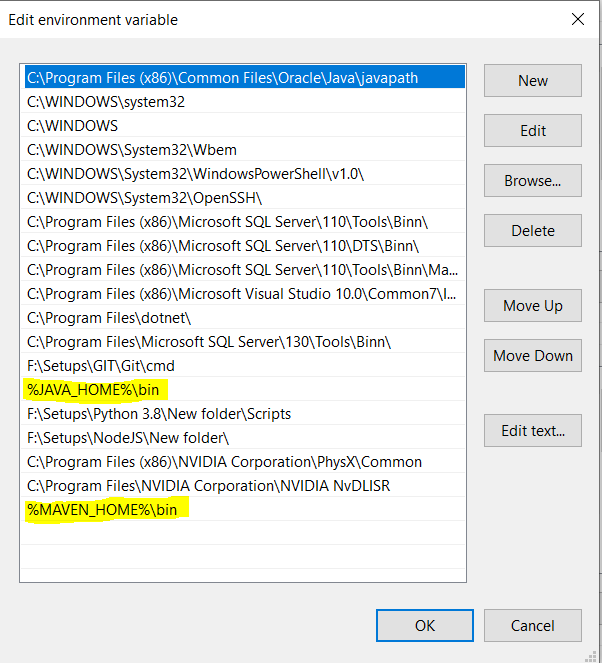 Edit environment variable
C:\Program Files (x86)\Common Files\Oracle\Java\javapath
C:\WINDOWS\system32
C:\WINDOWS
C:\WINDOWS\System32\Wbem
C:\WINDOWS\System32\WindowsPowerShell\v1.0\
C:\WINDOWS\System32\OpenSSH\
C:\Program Files (x86)\Microsoft SQL Server\110\Tools\Binn\
C:\Program Files (x86)\Microsoft SQL Server\110\DTS\Binn\
C:\Program Files (x86)\Microsoft SQL Server\110\Tools\Binn\Ma...
C:\Program Files (x86)\Microsoft Visual Studio 10.0\Common7\I...
C:\Program Files\dotnet\
C:\Program Files\Microsoft SQL Server\130\Tools\Binn\
F:\Setups\GIT\Git\cmd
%JAVA_HOME%\bin
F:\Setups\Python 3.8\New folder\Scripts
F:\Setups\NodeJS\New folder\
C:\Program Files (x86)\NVIDIA Corporation\PhysX\Common
C:\Program Files\NVIDIA Corporation\NVIDIA NvDLISR
%MAVEN_HOME%\bin
New
Edit
Browse...
Delete
Move Up
Move Down
Edit text...
OK
Cancel